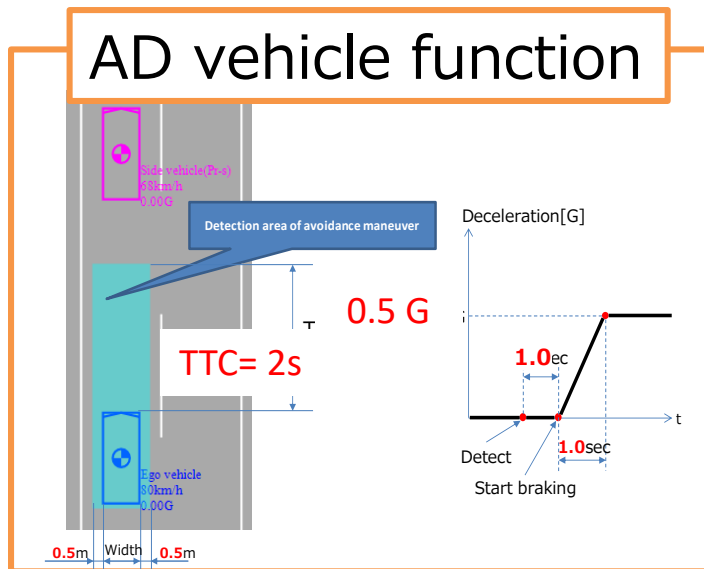 AD vehicle function
Side vehicle(Pr-s)
68km/h
0.00G
Detection area of avoidance maneuver
TTC= 2s
Ego vehicle
80km/h
0.00G
0.5m
Width
0.5m
Deceleration[G]
0.5 G
1.0ec
t
Detect
1.0sec
Start braking